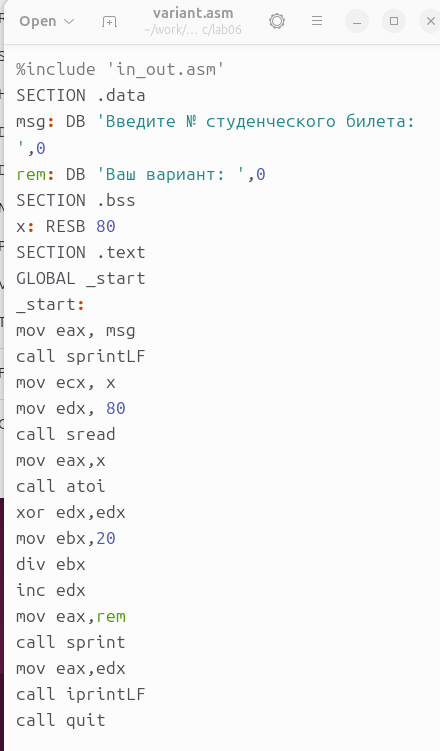 Open
variant.asm
~/work/… c/lab06
%include 'in_out.asm'
SECTION .data
msg: DB 'Введите № студенческого билета:
',0
rem: DB 'Ваш вариант: ',0
SECTION .bss
x: RESB 80
SECTION .text
GLOBAL _start
_start:
mov eax, msg
call sprintLF
mov ecx, x
mov edx, 80
call sread
mov eax,x
call atoi
xor edx,edx
mov ebx,20
div ebx
inc edx
mov eax,rem
call sprint
mov eax,edx
call iprintLF
call quit